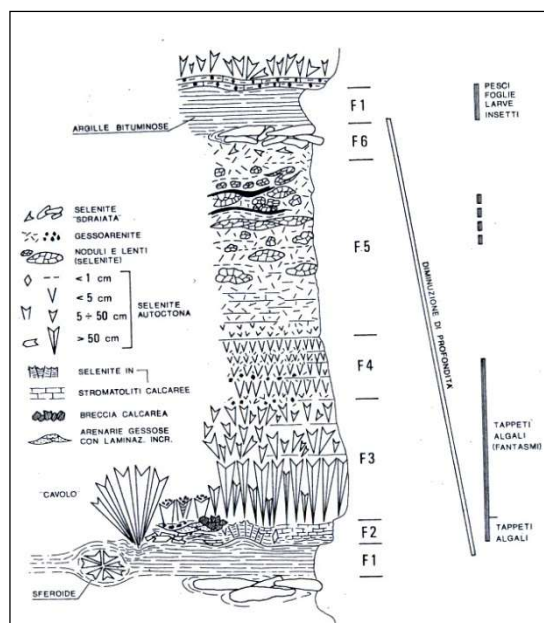 ARGILLE BITUMINOSE
SELENITE
"SDRAIATA"
GESSOARENITE
NODULI E LENTI
(SELENITE)
< 1 cm
< 5 cm
5 ÷ 50 cm
> 50 cm
SELENITE
AUTOCTONA
SELENITE IN
STROMATOLITI CALCAREE
BRECCIA CALCAREA
ARENARIE GESSOSE
CON LAMINAZ. INCR.
"CAVOLO"
SFEROIDE
F1
F6
F5
F4
F3
F2
F1
DIMINUZIONE DI PROFONDITÀ
PESCI
FOGLIE
LARVE
INSETTI
TAPPETI
ALGALI
(FANTASMI)
TAPPETI
ALGALI